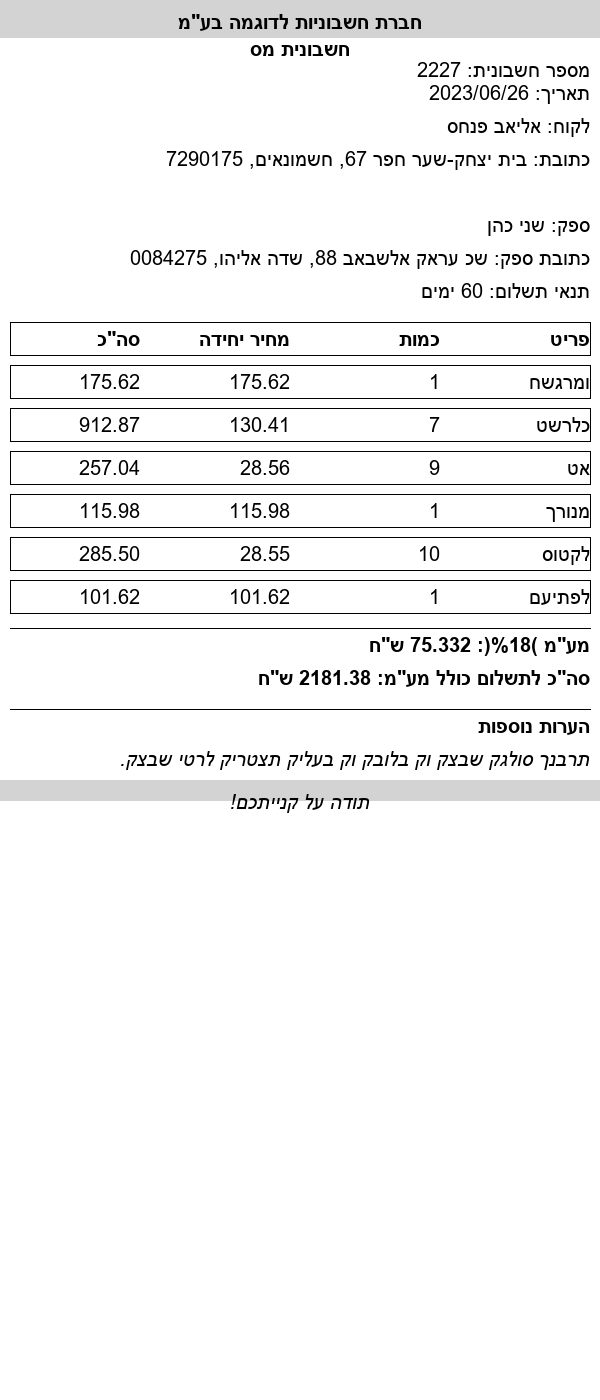 חברת חשבוניות לדוגמה בע"מ
חשבונית מס
מספר חשבונית: 2227
תאריך: 2023/06/26
לקוח: אליאב פנחס
כתובת: בית יצחק-שער חפר 67, חשמונאים, 7290175
ספק: שני כהן
כתובת ספק: שכ עראק אלשבאב 88, שדה אליהו, 0084275
תנאי תשלום: 60 ימים
פריט כמות מחיר יחידה סה"כ
ומרגשח 1 175.62 175.62
כלרשט 7 130.41 912.87
אט 9 28.56 257.04
מנורך 1 115.98 115.98
לקטוס 10 28.55 285.50
לפתיעם 1 101.62 101.62
מע"מ )18%(: 75.332 ש"ח
סה"כ לתשלום כולל מע"מ: 2181.38 ש"ח
הערות נוספות
תרבנך סולגק שבצק וק בלובק וק בעליק תצטריק לרטי שבצק.
תודה על קנייתכם!